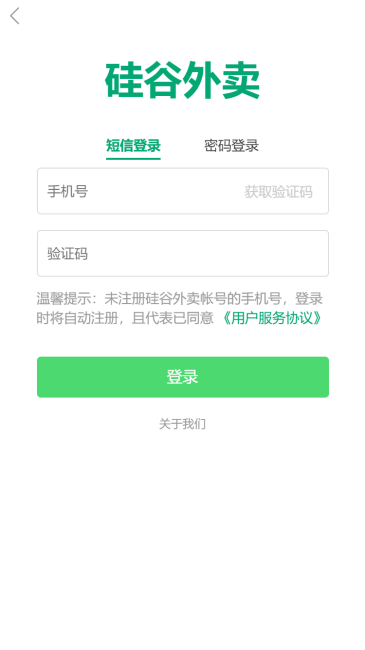 硅谷外卖
短信登录 密码登录
手机号 获取验证码
验证码
温馨提示：未注册硅谷外卖帐号的手机号，登录
时将自动注册，且代表已同意《用户服务协议》
登录
关于我们